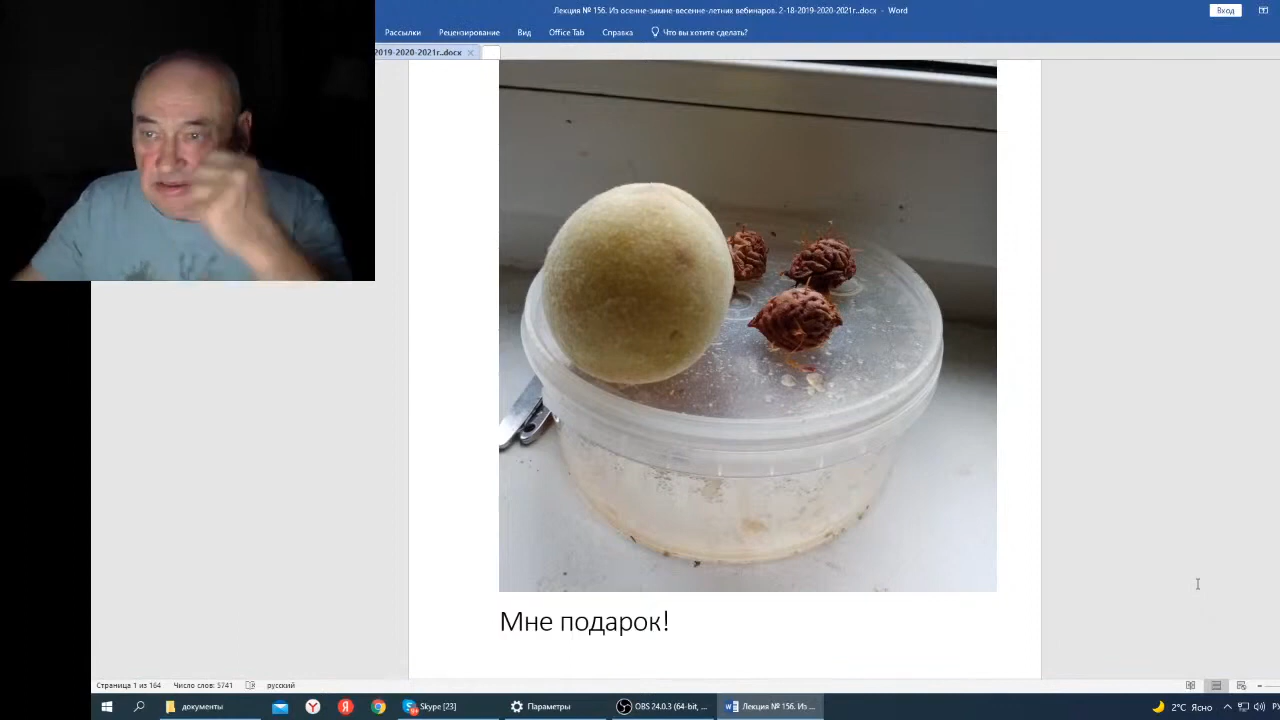 Лекция № 156. Из осенне-зимне-весенне-летних вебинаров. 2-18-2019-2020-2021г..docx - Word
Вход
Рассылки Рецензирование Вид Office Tab Справка Что вы хотите сделать?
2019-2020-2021г..docx
Мне подарок!
Страница 1 из 164 Число слов: 5741 русский
документы Skype [23] Параметры OBS 24.0.3 (64-bit, ... Лекция № 156. Из ... 2°C Ясно